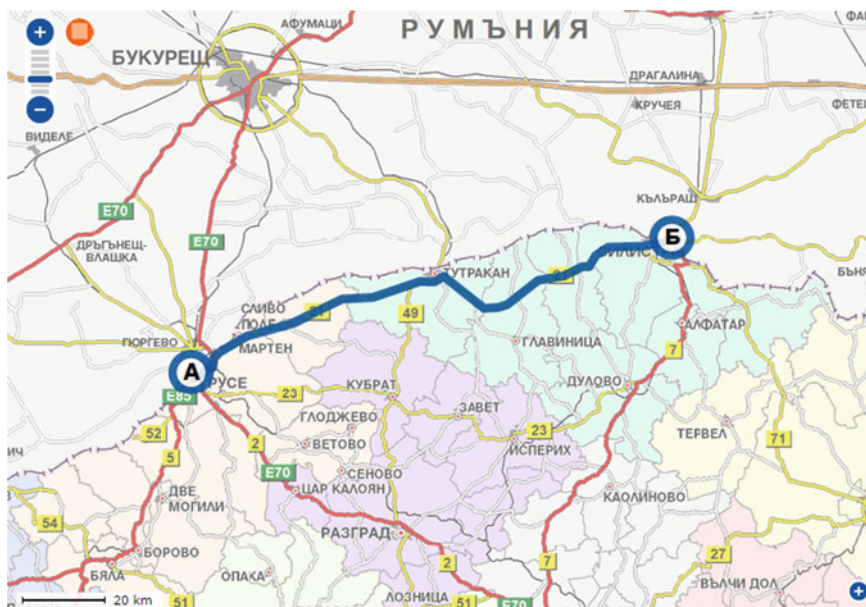 АФУМАЦИ
РУМЪНИЯ
БУКУРЕЩ
ДРАГАЛИНА
КРУЧЕЯ
ФЕТЕ
ВИДЕЛЕ
КЪЛЪРАШ
E70
E70
ДРЪГЪНЕЩ-
ВЛАШКА
Б
БЪНЯ
ТУТРАКАН
СЛИВО
ПОЛЕ
МАРТЕН
21
49
ГЮРГЕВО
ГЛАВИНИЦА
АЛФАТАР
7
А
РУСЕ
E85
23
КУБРАТ
ДУЛОВО
ЗАВЕТ
ГЛОДЖЕВО
ВЕТОВО
23
ИСПЕРИХ
ТЕРВЕЛ
71
52
2
5
E70
СЕНОВО
ЦАР КАЛОЯН
КАОЛИНОВО
ДВЕ
МОГИЛИ
54
РАЗГРАД
БОРОВО
БЯЛА
ОПАКА
2
7
27
ВЪЛЧИ ДОЛ
ЛОЗНИЦА
20 km
51
51
E70